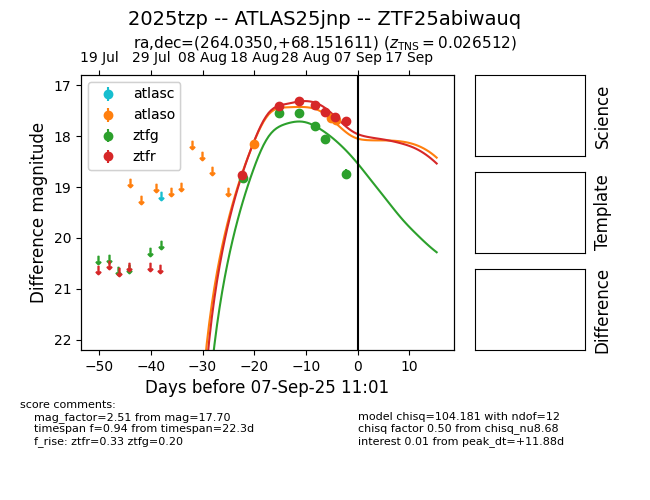 2025tzp -- ATLAS25jnp -- ZTF25abiwauq
ra,dec=(264.0350,+68.151611) (z_TNS = 0.026512)
19 Jul 29 Jul 08 Aug 18 Aug 28 Aug 07 Sep 17 Sep
atlasc
atlaso
ztfg
ztfr
17
18
19
20
21
22
Difference magnitude
−50 −40 −30 −20 −10 0 10
Days before 07-Sep-25 11:01
Science
Template
Difference
score comments:
mag_factor=2.51 from mag=17.70
timespan f=0.94 from timespan=22.3d
f_rise: ztfr=0.33 ztfg=0.20
model chisq=104.181 with ndof=12
chisq factor 0.50 from chisq_nu8.68
interest 0.01 from peak_dt=+11.88d